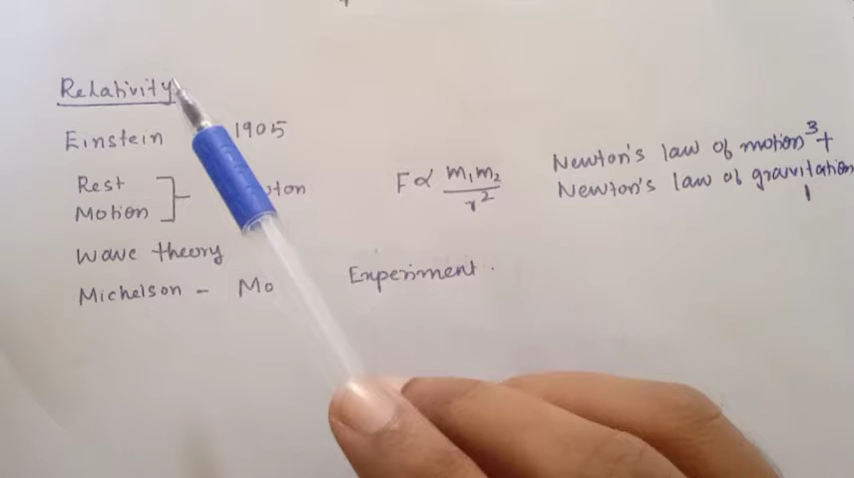 Relativity
Einstein 1905
Rest
Motion
F∝ m₁m₂/r²
Newton's law of motion 3 +
Newton's law of gravitation
1
Wave theory
Michelson - Mo Experiment.